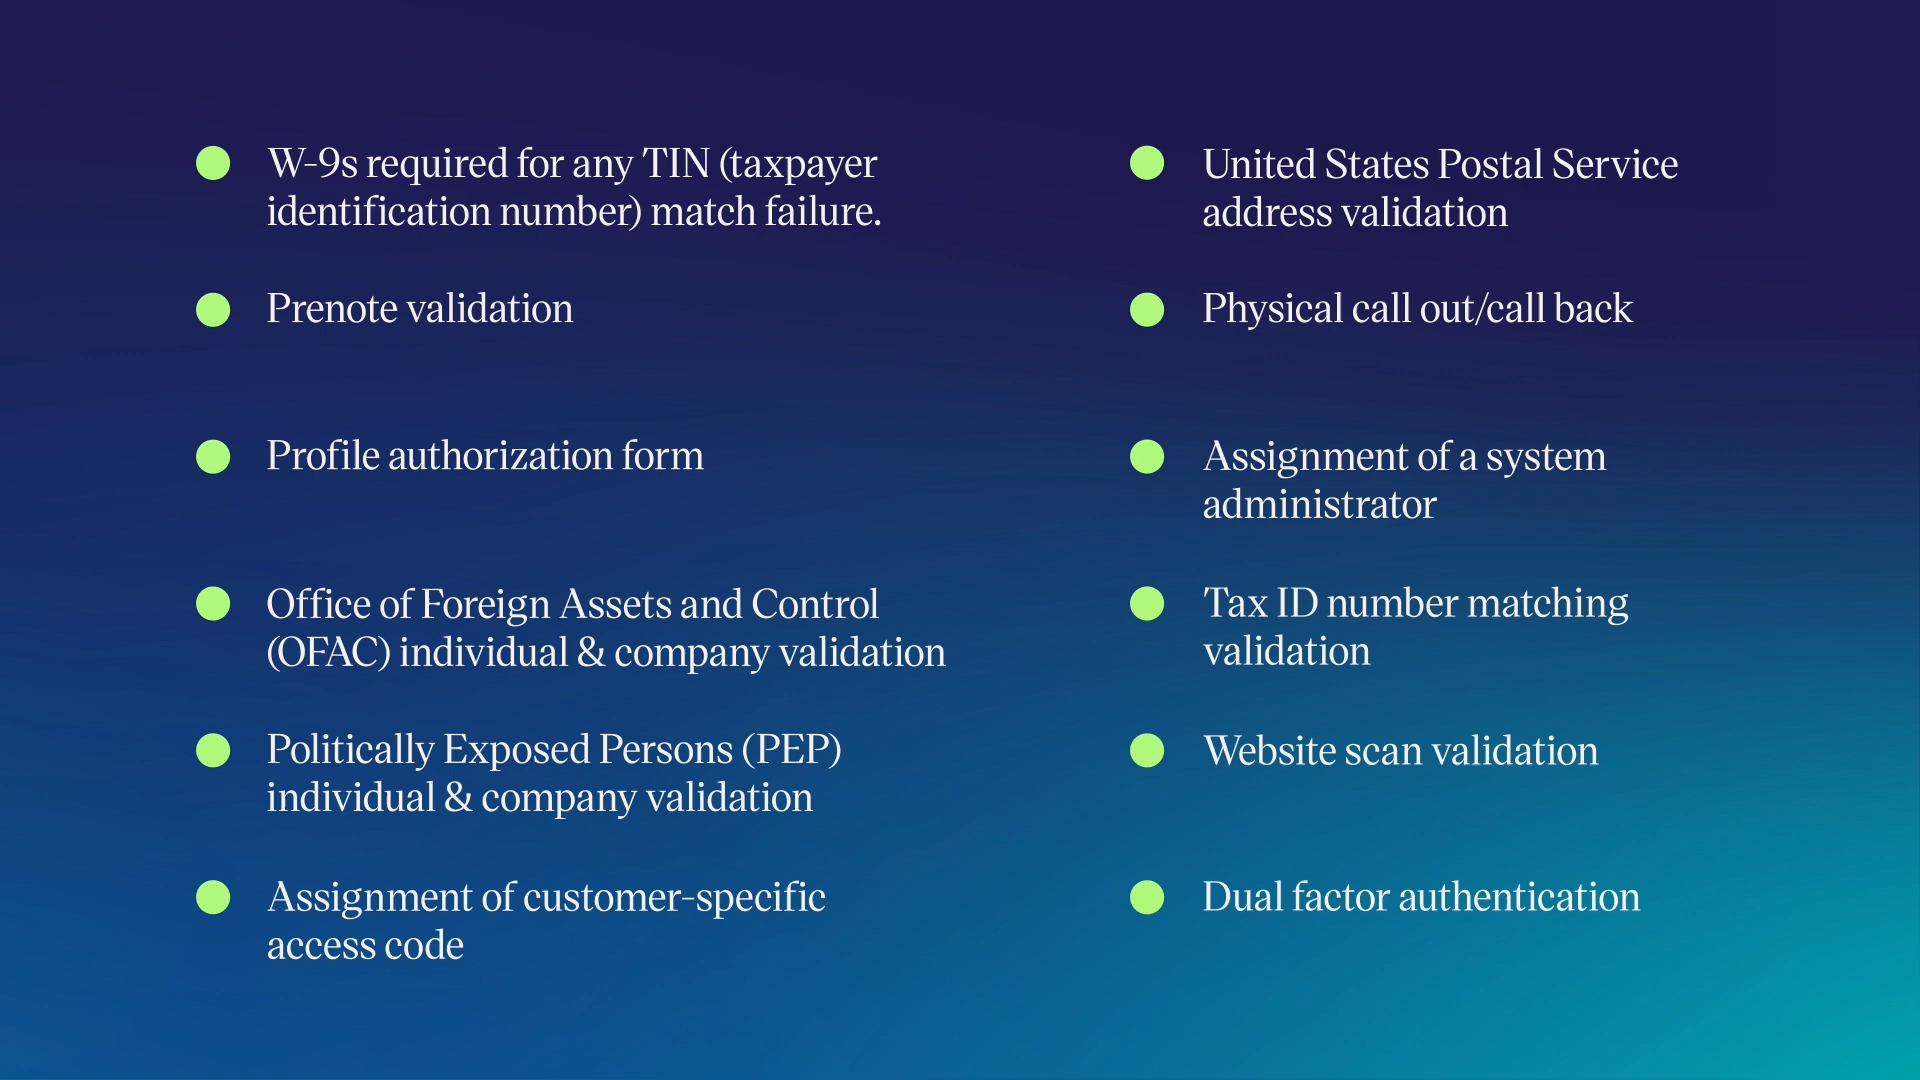 W-9s required for any TIN (taxpayer
identification number) match failure.
Prenote validation
Profile authorization form
Office of Foreign Assets and Control
(OFAC) individual & company validation
Politically Exposed Persons (PEP)
individual & company validation
Assignment of customer-specific
access code
United States Postal Service
address validation
Physical call out/call back
Assignment of a system
administrator
Tax ID number matching
validation
Website scan validation
Dual factor authentication